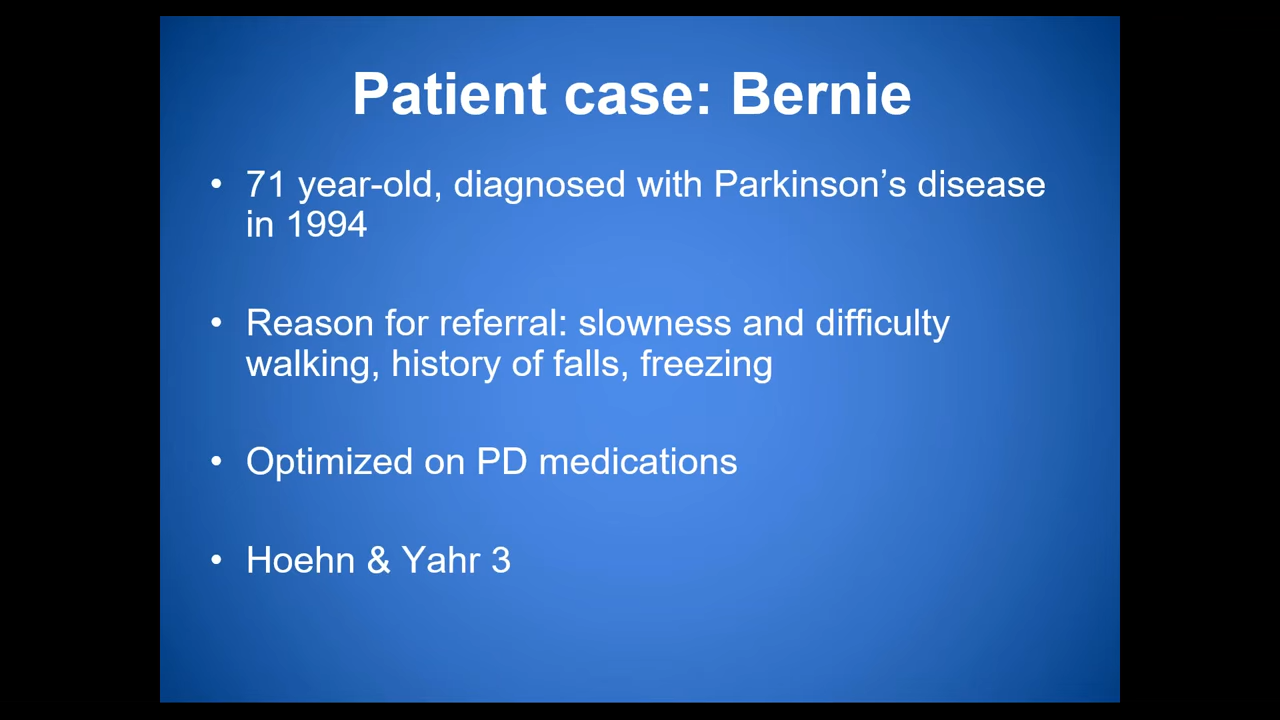 Patient case: Bernie
• 71 year-old, diagnosed with Parkinson’s disease
in 1994
• Reason for referral: slowness and difficulty
walking, history of falls, freezing
• Optimized on PD medications
• Hoehn & Yahr 3